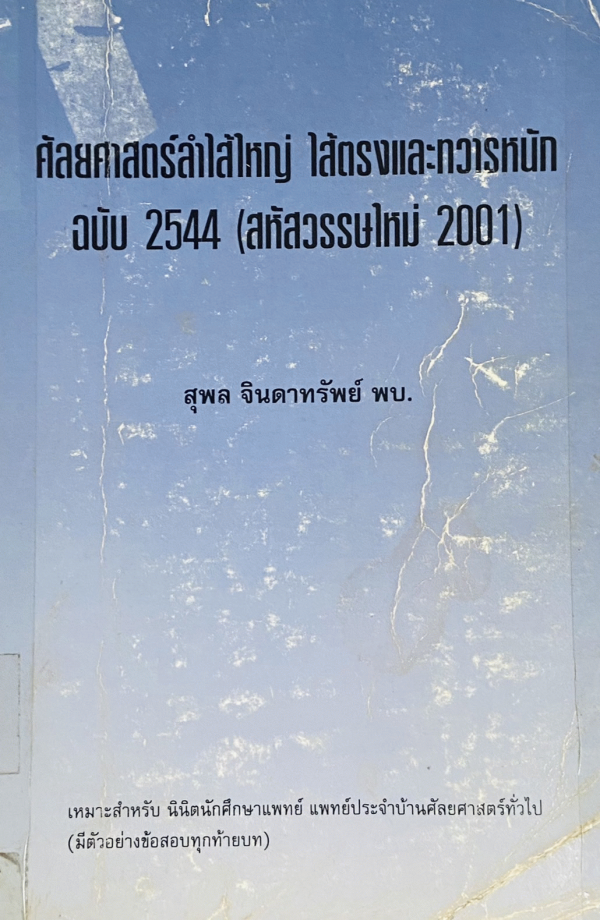 ศัลยศาสตร์ลำไส้ใหญ่ ไส้ตรงและทวารหนัก
ฉบับ 2544 (สหัสวรรษใหม่ 2001)
สุพล จินดาทรัพย์ พบ.
เหมาะสำหรับ นินิตนักศึกษาแพทย์ แพทย์ประจำบ้านศัลยศาสตร์ทั่วไป
(มีตัวอย่างข้อสอบทุกท้ายบท)